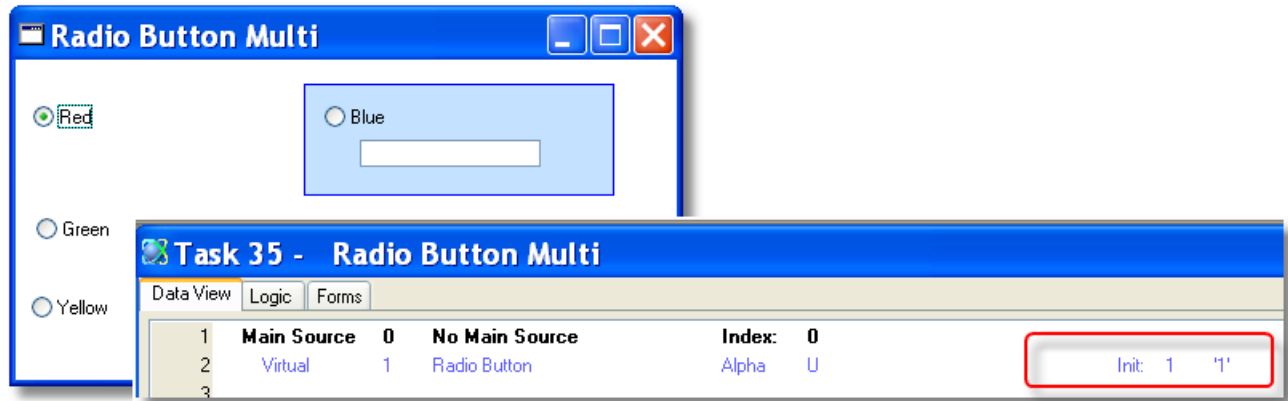 Radio Button Multi
Red
Blue
Green
Yellow
Task 35 - Radio Button Multi
Data View Logic Forms
1 Main Source 0 No Main Source Index: 0
2 Virtual 1 Radio Button Alpha U Init: 1 '1'
3